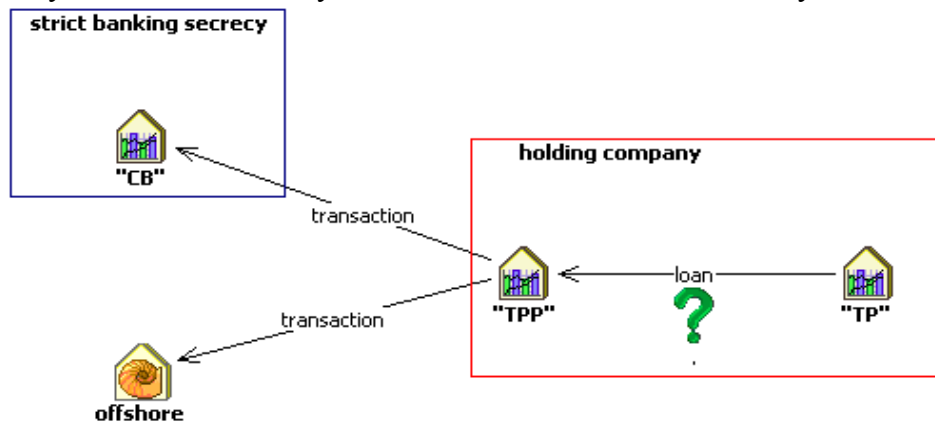 strict banking secrecy
"CB"
holding company
transaction
loan
"TPP"
"TP"
?
.
transaction
offshore